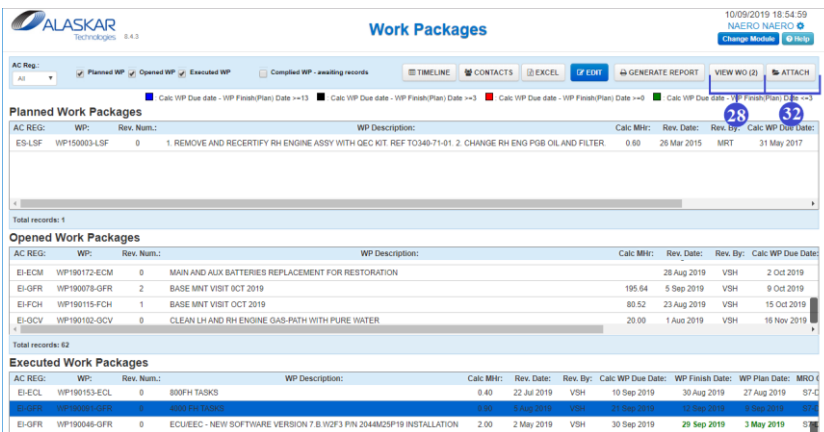 10/09/2019 18:54:59
ALASKAR
Technologies 8.4.3
Work Packages
NAERO NAERO
Change Module Help
AC Reg.:
All Planned WP Opened WP Executed WP Complied WP - awaiting records TIMELINE CONTACTS EXCEL EDIT GENERATE REPORT VIEW WO (2) ATTACH
Calc WP Due date - WP Finish(Plan) Date >=13 Calc WP Due date - WP Finish(Plan) Date >=3 Calc WP Due date - WP Finish(Plan) Date >=0 Calc WP Due date - WP Finish(Plan) Date <=3
28 32
Planned Work Packages
AC REG: WP: Rev. Num.: WP Description: Calc MHr: Rev. Date: Rev. By: Calc WP Due Date:
ES-LSF WP150003-LSF 0 1. REMOVE AND RECERTIFY RH ENGINE ASSY WITH QEC KIT. REF TO340-71-01. 2. CHANGE RH ENG PGB OIL AND FILTER. 0.60 26 Mar 2015 MRT 31 May 2017
Total records: 1
Opened Work Packages
AC REG: WP: Rev. Num.: WP Description: Calc MHr: Rev. Date: Rev. By: Calc WP Due Date:
EI-ECM WP190172-ECM 0 MAIN AND AUX BATTERIES REPLACEMENT FOR RESTORATION 28 Aug 2019 VSH 2 Oct 2019
EI-GFR WP190078-GFR 2 BASE MNT VISIT 0CT 2019 195.64 5 Sep 2019 VSH 9 Oct 2019
EI-FCH WP190115-FCH 1 BASE MNT VISIT OCT 2019 80.52 23 Aug 2019 VSH 15 Oct 2019
EI-GCV WP190102-GCV 0 CLEAN LH AND RH ENGINE GAS-PATH WITH PURE WATER 20.00 1 Aug 2019 VSH 16 Nov 2019
Total records: 62
Executed Work Packages
AC REG: WP: Rev. Num.: WP Description: Calc MHr: Rev. Date: Rev. By: Calc WP Due Date: WP Finish Date: WP Plan Date: MRO
EI-ECL WP190153-ECL 0 800FH TASKS 0.40 22 Jul 2019 VSH 10 Sep 2019 30 Aug 2019 27 Aug 2019
EI-GFR WP190091-GFR 4000 FH TASKS 5 Aug 2019 VSH 21 Sep 2019 12 Sep 2019 9 Sep 2019
EI-GFR WP190046-GFR 0 ECU/EEC - NEW SOFTWARE VERSION 7.B.W2F3 P/N 2044M25P19 INSTALLATION 2.00 2 May 2019 VSH 30 Sep 2019 29 Sep 2019 3 May 2019